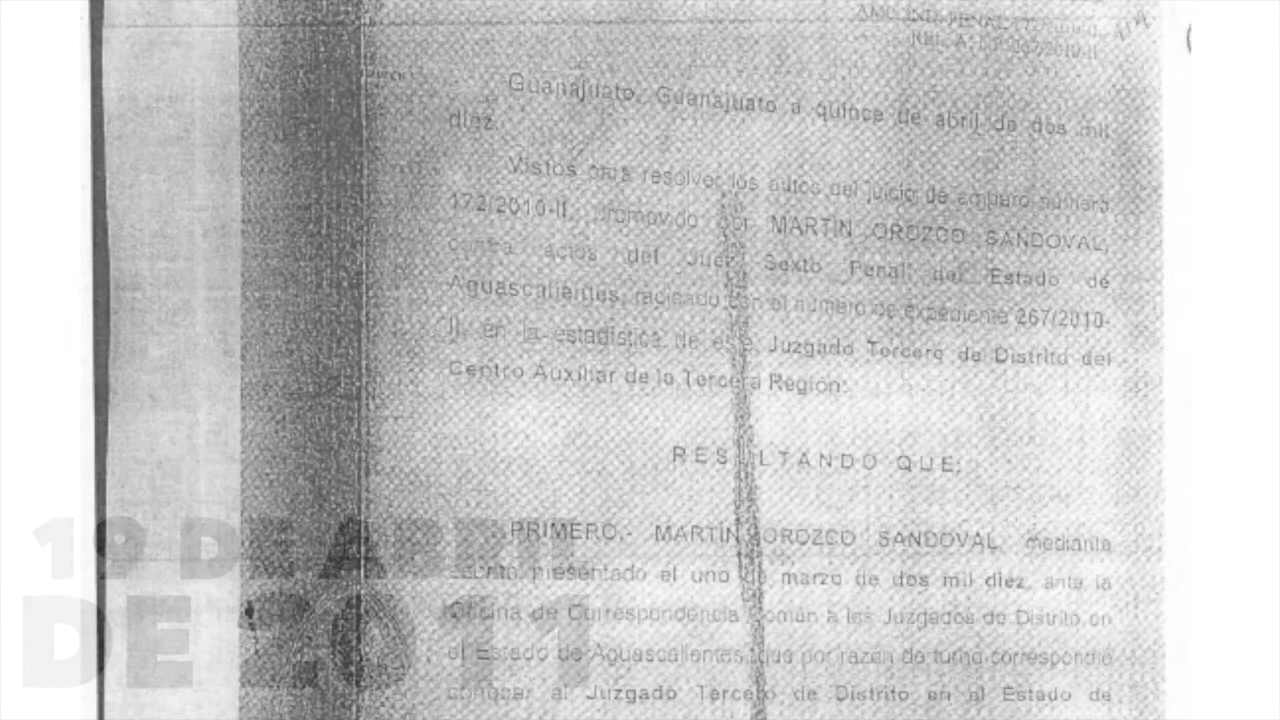 Guanajuato, Guanajuato a quince de abril de dos mil
diez.
Vistos para resolver los autos del juicio de amparo número
172/2010-II, promovido por MARTÍN OROZCO SANDOVAL,
contra actos del Juez Sexto Penal del Estado de
Aguascalientes, radicado con el número de expediente 267/2010-
II, en la estadística de este Juzgado Tercero de Distrito del
Centro Auxiliar de la Tercera Región;
RESULTANDO QUE:
PRIMERO.- MARTÍN OROZCO SANDOVAL, mediante
escrito presentado el uno de marzo de dos mil diez, ante la
Oficina de Correspondencia Común a los Juzgados de Distrito en
el Estado de Aguascalientes, que por razón de turno correspondió
conocer al Juzgado Tercero de Distrito en el Estado de
1º DE ABRIL
DE 2011